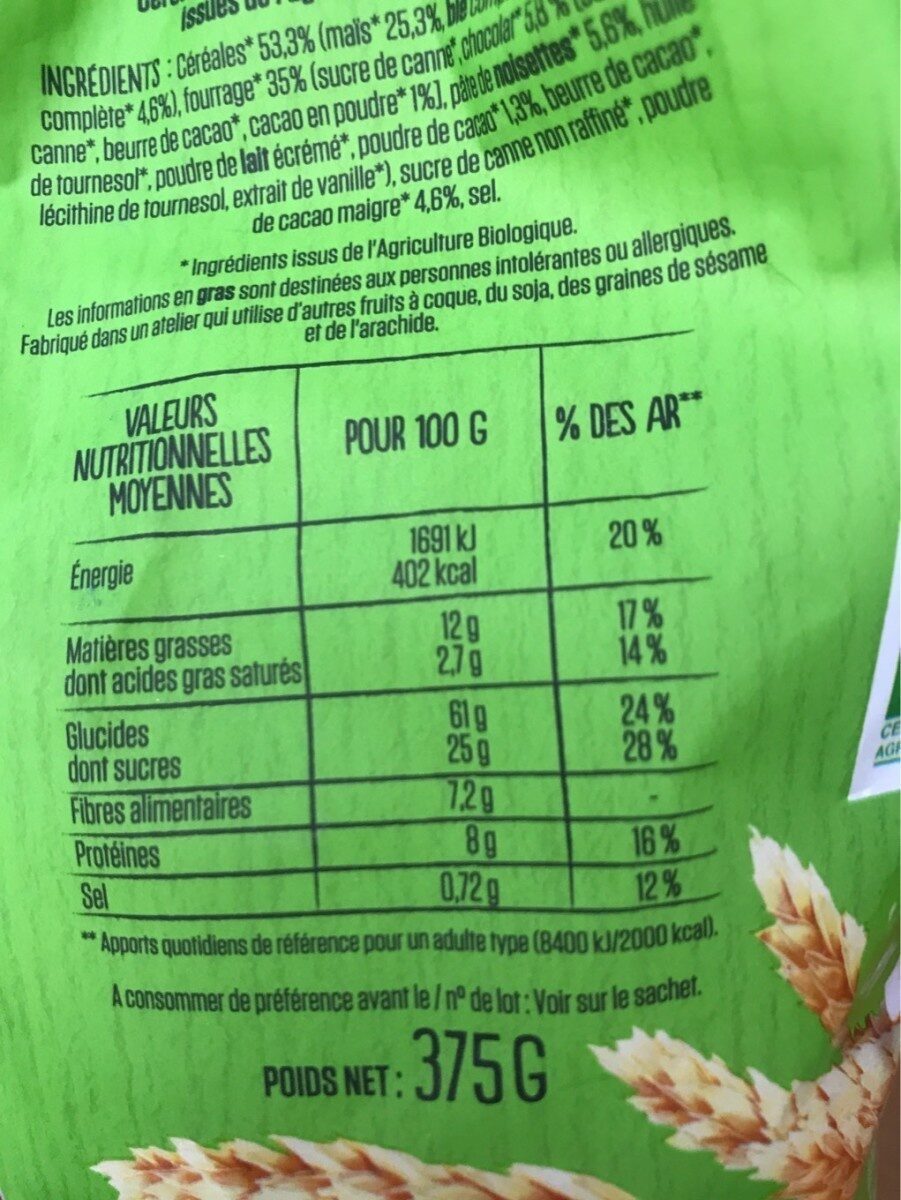 issues
INGRÉDIENTS : Céréales* 53,3% (maïs* 25,3%, blé
complète* 4,6%), fourrage* 35% (sucre de canne*, chocolat* 5,8%
canne*, beurre de cacao*, cacao en poudre* 1%), pâte de noisettes* 5,6%, huile
de tournesol*, poudre de lait écrémé*, poudre de cacao* 1,3%, beurre de cacao*,
lécithine de tournesol, extrait de vanille*), sucre de canne non raffiné*, poudre
de cacao maigre* 4,6%, sel.
* Ingrédients issus de l'Agriculture Biologique.
Les informations en gras sont destinées aux personnes intolérantes ou allergiques.
Fabriqué dans un atelier qui utilise d'autres fruits à coque, du soja, des graines de sésame
et de l'arachide.
VALEURS NUTRITIONNELLES MOYENNES POUR 100 G % DES AR**
Énergie 1691 kJ 20 %
402 kcal
Matières grasses 12 g 17 %
dont acides gras saturés 2,7 g 14 %
Glucides 61 g 24 %
dont sucres 25 g 28 %
Fibres alimentaires 7,2 g -
Protéines 8 g 16 %
Sel 0,72 g 12 %
** Apports quotidiens de référence pour un adulte type (8400 kJ/2000 kcal).
A consommer de préférence avant le / n° de lot : Voir sur le sachet.
POIDS NET : 375 G